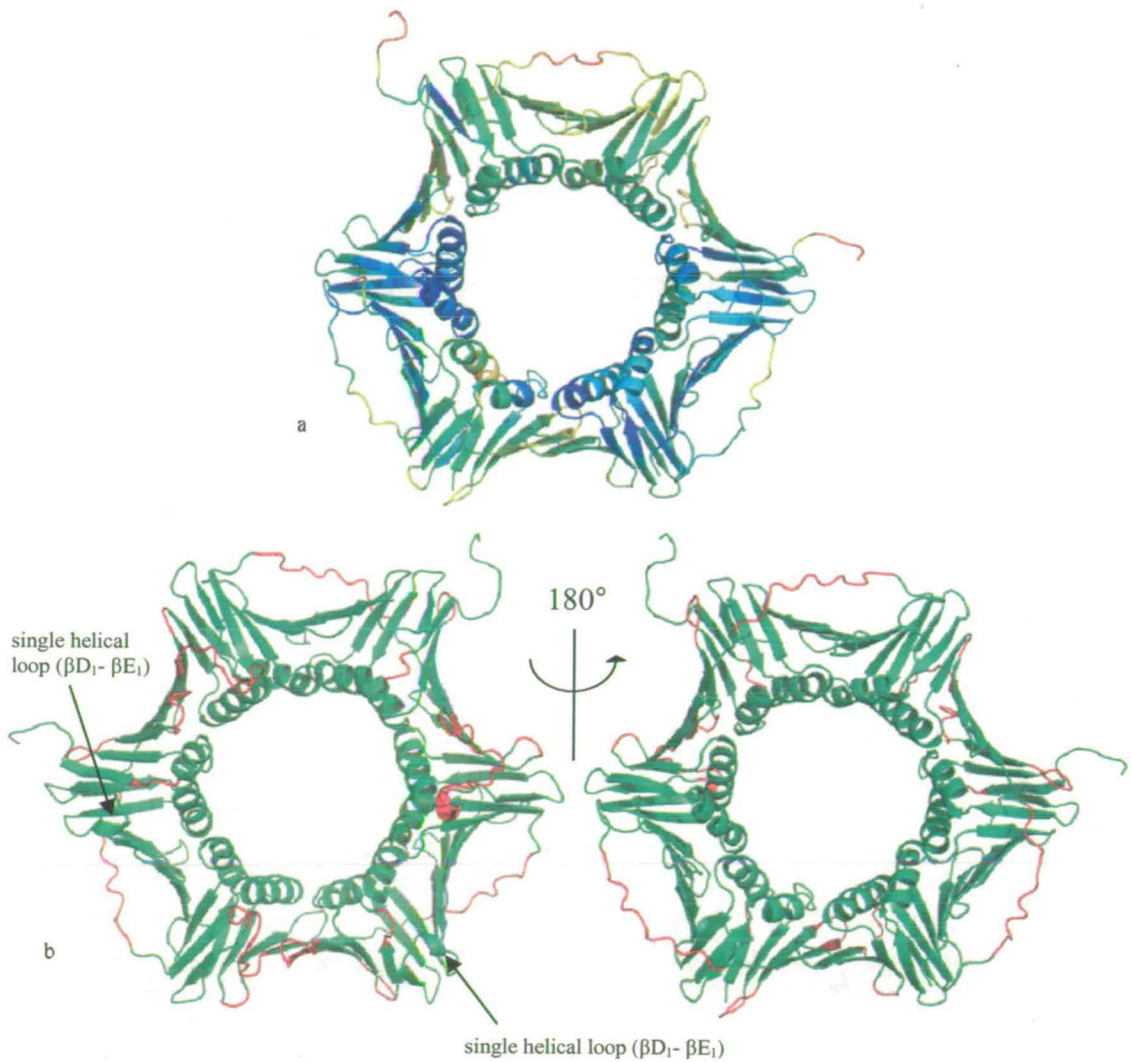 a
180°
single helical
loop (βD₁- βE₁)
b
single helical loop (βD₁- βE₁)